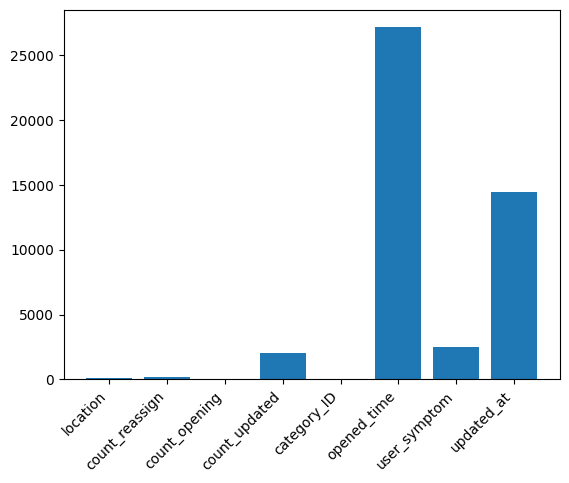 25000
20000
15000
10000
5000
0
location
count_reassign
count_opening
count_updated
category_ID
opened_time
user_symptom
updated_at